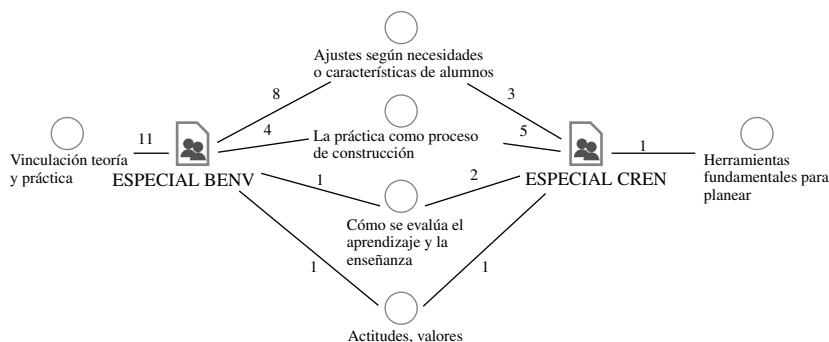 Ajustes según necesidades
o características de alumnos
8
3
11
4
La práctica como proceso
de construcción
5
1
Vinculación teoría
y práctica
ESPECIAL BENV
ESPECIAL CREN
Herramientas
fundamentales para
planear
1
2
Cómo se evalúa el
aprendizaje y la
enseñanza
1
1
Actitudes, valores